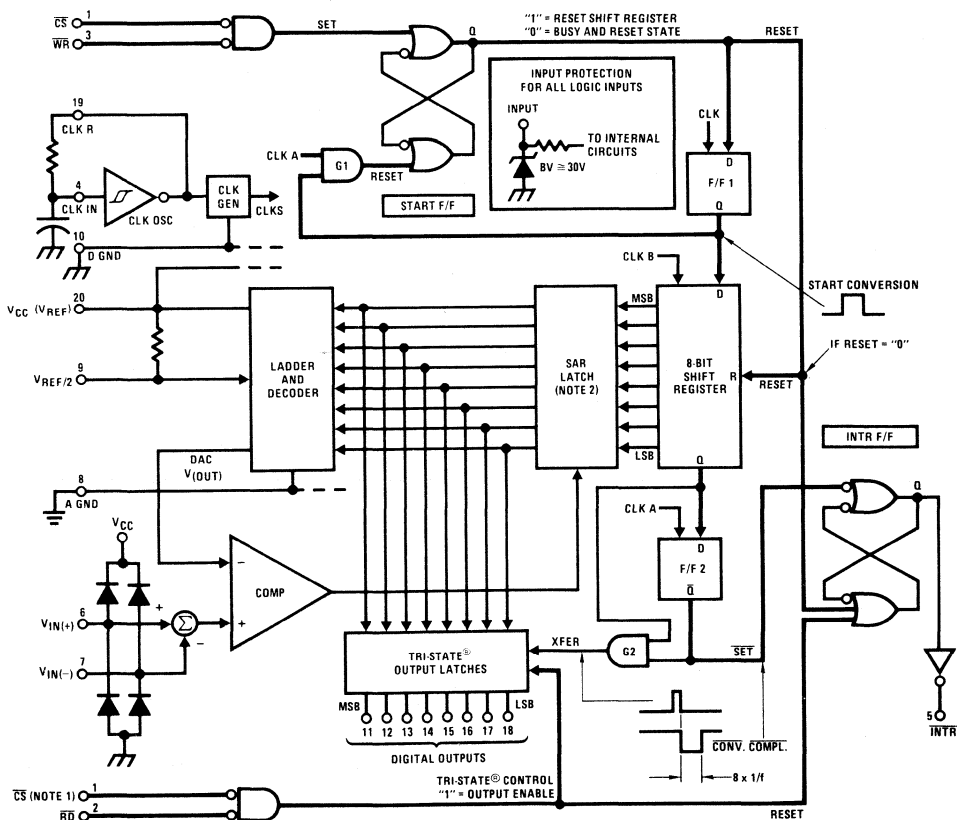 CS 1
WR 3
SET
Q
"1" = RESET SHIFT REGISTER
"0" = BUSY AND RESET STATE
RESET
INPUT PROTECTION
FOR ALL LOGIC INPUTS
INPUT
TO INTERNAL
CIRCUITS
BV ≅ 30V
19
CLK R
4
CLK IN
CLK OSC
CLK
GEN
CLKS
10
D GND
CLK A
G1
RESET
START F/F
CLK
D
F/F 1
Q
CLK B
D
START CONVERSION
IF RESET = "0"
20
VCC (VREF)
9
VREF/2
LADDER
AND
DECODER
SAR
LATCH
(NOTE 2)
MSB
LSB
8-BIT
SHIFT
REGISTER
R
RESET
Q
INTR F/F
DAC
V(OUT)
8
A GND
VCC
6
VIN(+)
+
Σ
−
7
VIN(−)
−
+
COMP
CLK A
D
F/F 2
Q
Q
XFER
G2
SET
TRI-STATE®
OUTPUT LATCHES
MSB
LSB
11 12 13 14 15 16 17 18
DIGITAL OUTPUTS
CONV. COMPL.
8 x 1/f
5
INTR
TRI-STATE® CONTROL
"1" = OUTPUT ENABLE
CS (NOTE 1) 1
RD 2
RESET